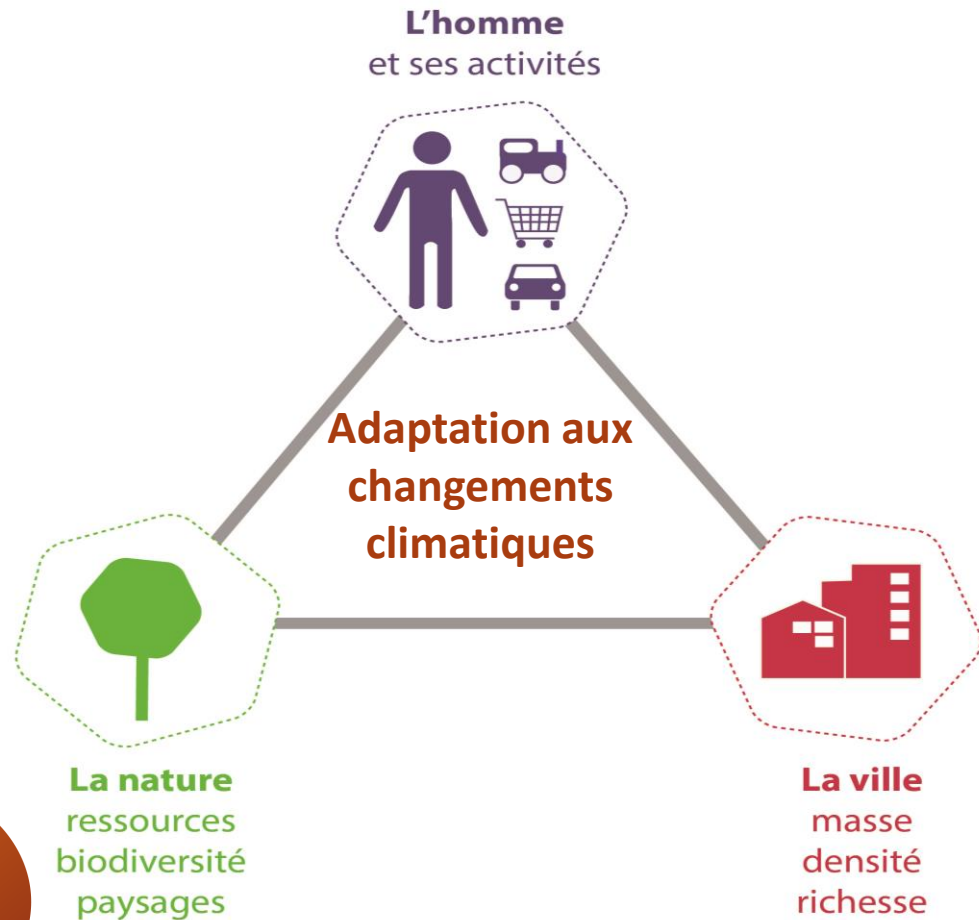 L’homme
et ses activités
Adaptation aux
changements
climatiques
La nature
ressources
biodiversité
paysages
La ville
masse
densité
richesse